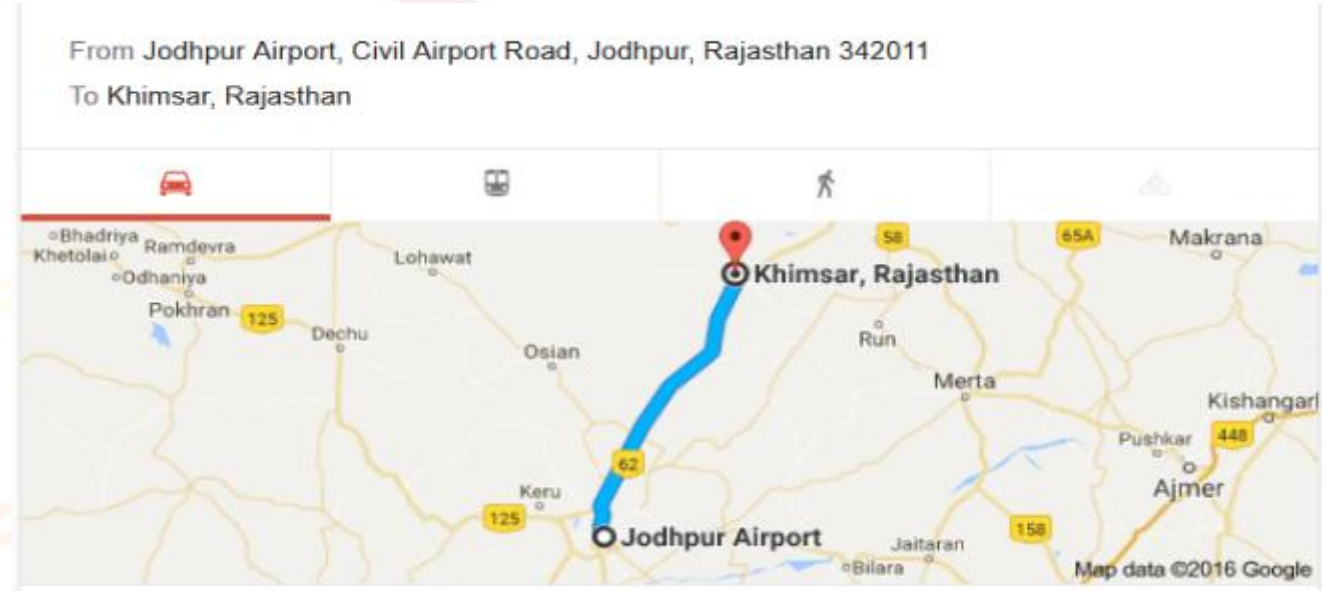 From Jodhpur Airport, Civil Airport Road, Jodhpur, Rajasthan 342011
To Khimsar, Rajasthan
Bhadriya
Khetolai
Ramdevra
Odhaniya
Pokhran
125
Dechu
Lohawat
Osian
Khimsar, Rajasthan
58
65A
Makrana
Run
Merta
Kishangarl
Pushkar
448
Ajmer
62
Keru
125
Jodhpur Airport
Jaitaran
Bilara
158
Map data ©2016 Google